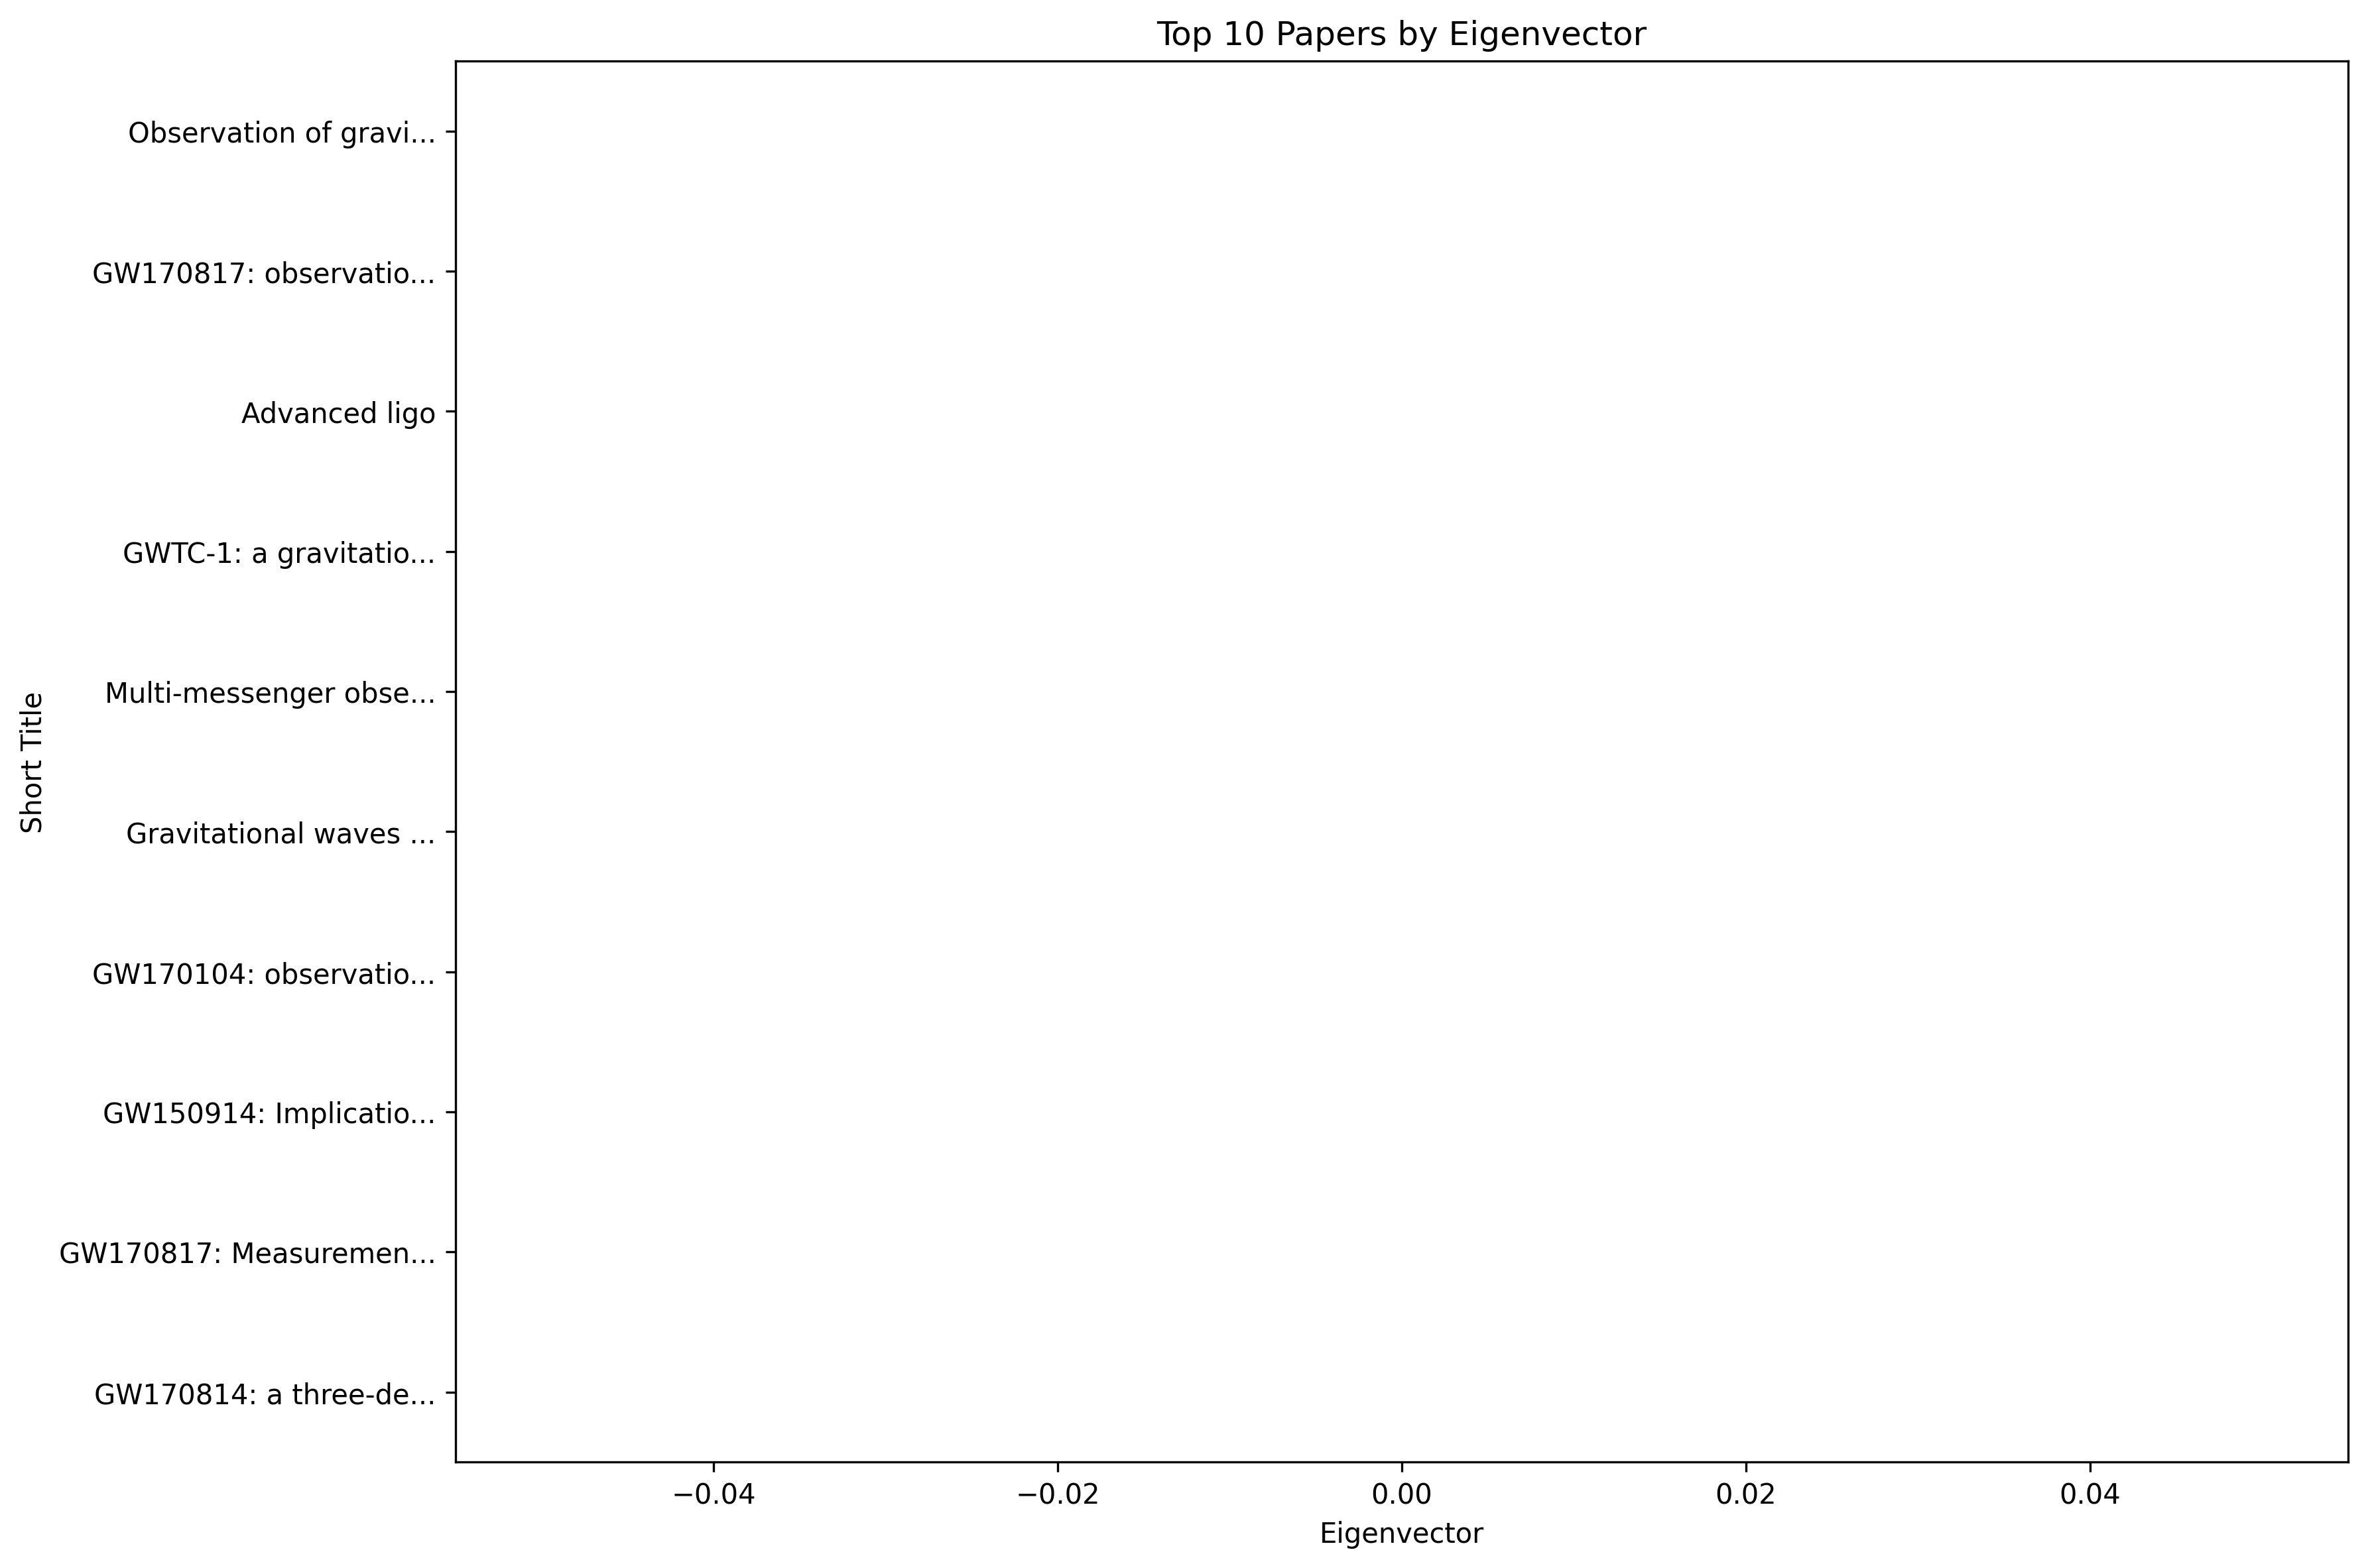 Top 10 Papers by Eigenvector
Short Title
Observation of gravi...
GW170817: observatio...
Advanced ligo
GWTC-1: a gravitatio...
Multi-messenger obse...
Gravitational waves ...
GW170104: observatio...
GW150914: Implicatio...
GW170817: Measuremen...
GW170814: a three-de...
−0.04 −0.02 0.00 0.02 0.04
Eigenvector